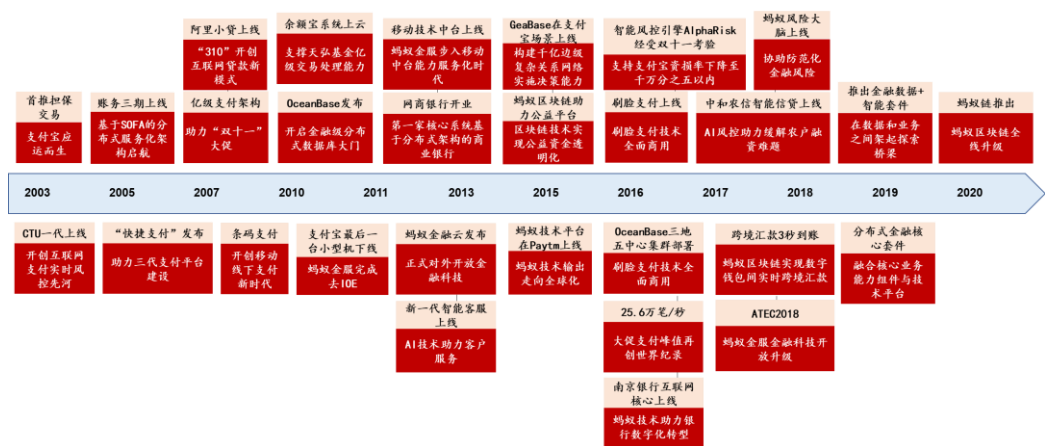 首推担保
交易
支付宝应
运而生
账务三期上线
基于SOFA的分
布式服务化架
构启航
阿里小贷上线
“310”开创
互联网贷款新
模式
亿级支付架构
助力“双十一”
大促
余额宝系统上云
支撑天弘基金亿
级交易处理能力
OceanBase发布
开启金融级分布
式数据库大门
移动技术中台上线
蚂蚁金服步入移动
中台能力服务化时
代
网商银行开业
第一家核心系统基
于分布式架构的商
业银行
GeaBase在支付
宝场景上线
构建千亿边级
复杂关系网络
实施决策能力
蚂蚁区块链助
力公益平台
区块链技术实
现公益资金透
明化
智能风控引擎AlphaRisk
经受双十一考验
支持支付宝资损率下降至
千万分之五以内
刷脸支付上线
刷脸支付技术
全面商用
中和农信智能信贷上线
AI风控助力缓解农户融
资难题
蚂蚁风险大
脑上线
协助防范化
金融风险
推出金融数据+
智能套件
在数据和业务
之间架起探索
桥梁
蚂蚁链推出
蚂蚁区块链全
线升级
2003 2005 2007 2010 2011 2013 2015 2016 2017 2018 2019 2020
CTU一代上线
开创互联网
支付实时风
控先河
“快捷支付”发布
助力三代支付平台
建设
条码支付
开创移动
线下支付
新时代
支付宝最后一
台小型机下线
蚂蚁金服完成
去IOE
蚂蚁金融云发布
正式对外开放金
融科技
新一代智能客服
上线
AI技术助力客户
服务
蚂蚁技术平台
在Paytm上线
蚂蚁技术输出
走向全球化
OceanBase三地
五中心集群部署
刷脸支付技术全
面商用
25.6万笔/秒
大促支付峰值再
创世界纪录
南京银行互联网
核心上线
蚂蚁技术助力银
行数字化转型
跨境汇款3秒到账
蚂蚁区块链实现数字
钱包间实时跨境汇款
ATEC2018
蚂蚁金服金融科技开
放升级
分布式金融核
心套件
融合核心业务
能力组件与技
术平台